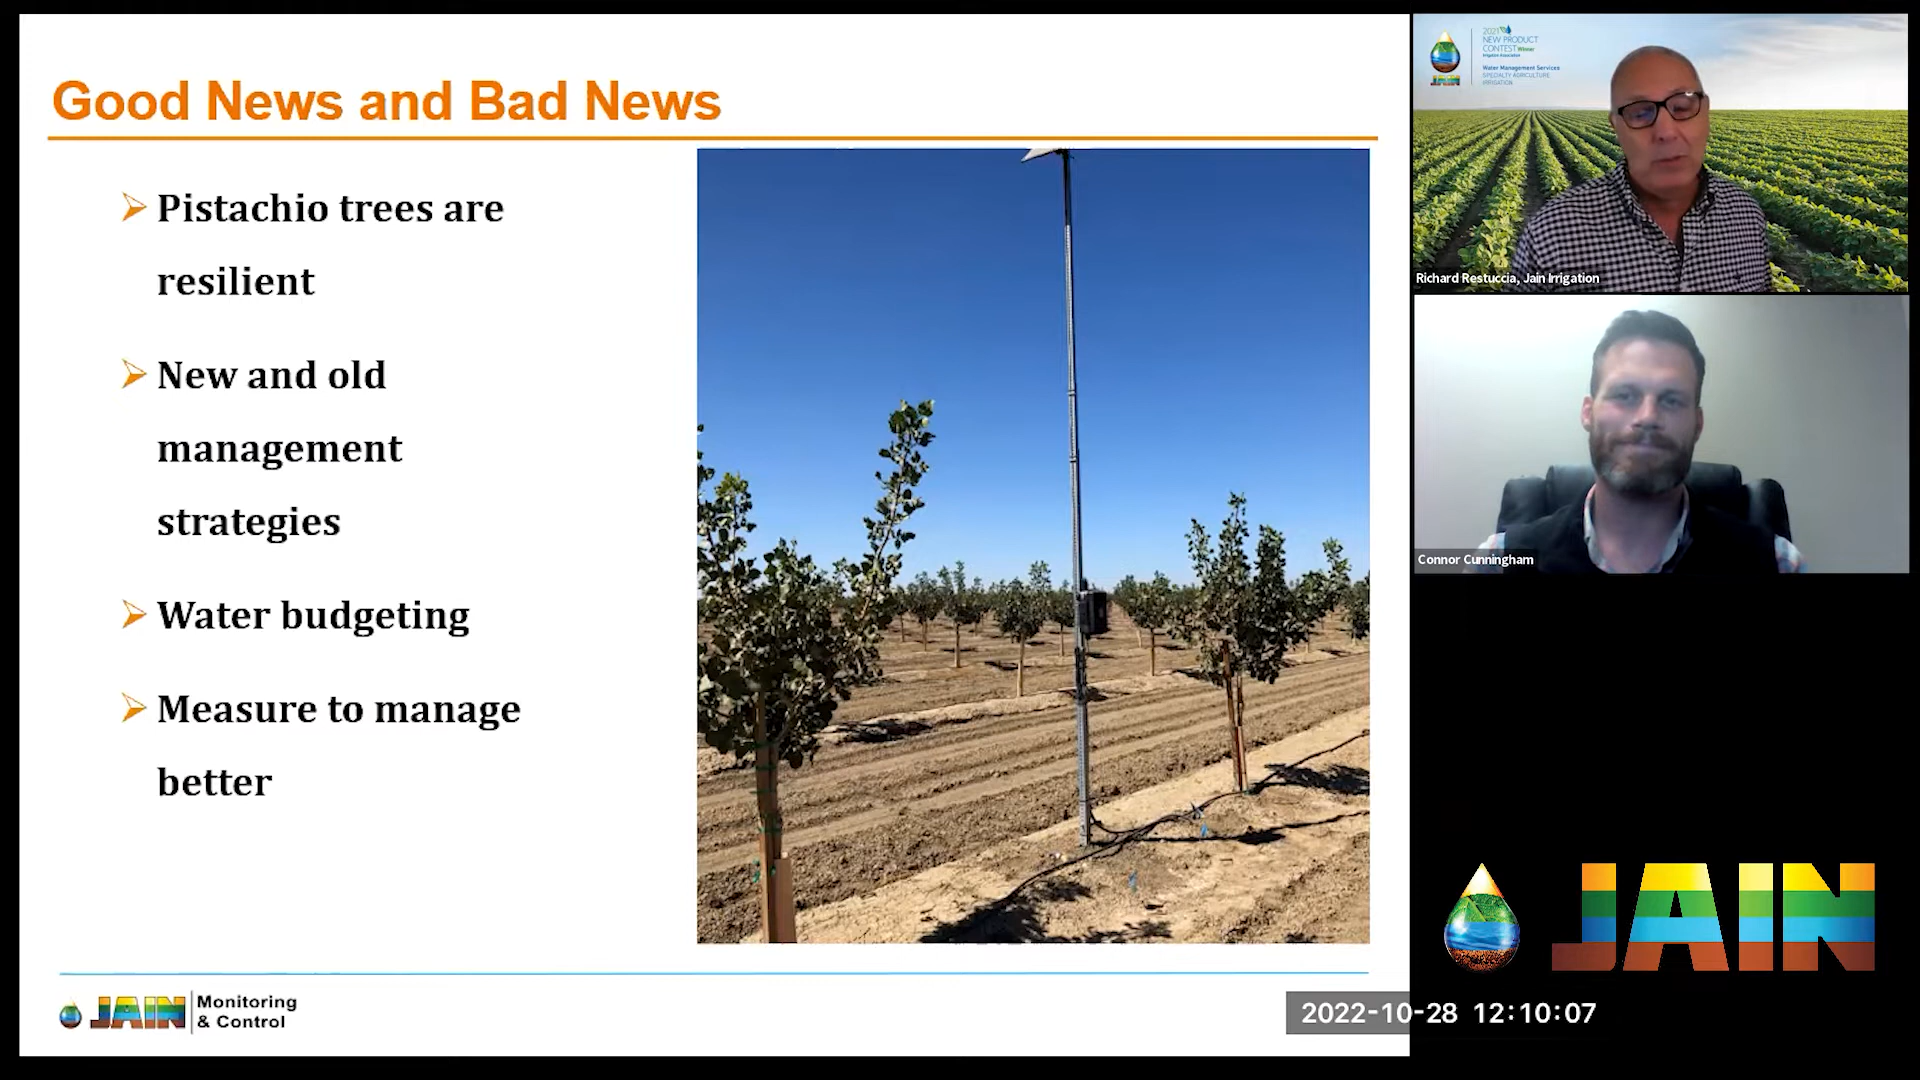 Good News and Bad News
Pistachio trees are
resilient
New and old
management
strategies
Water budgeting
Measure to manage
better
JAIN
Monitoring
& Control
2021
NEW PRODUCT
CONTEST Winner
Irrigation Association
Water Management Services
SPECIALTY AGRICULTURE
IRRIGATION
JAIN
Richard Restuccia, Jain Irrigation
Connor Cunningham
JAIN
2022-10-28 12:10:07